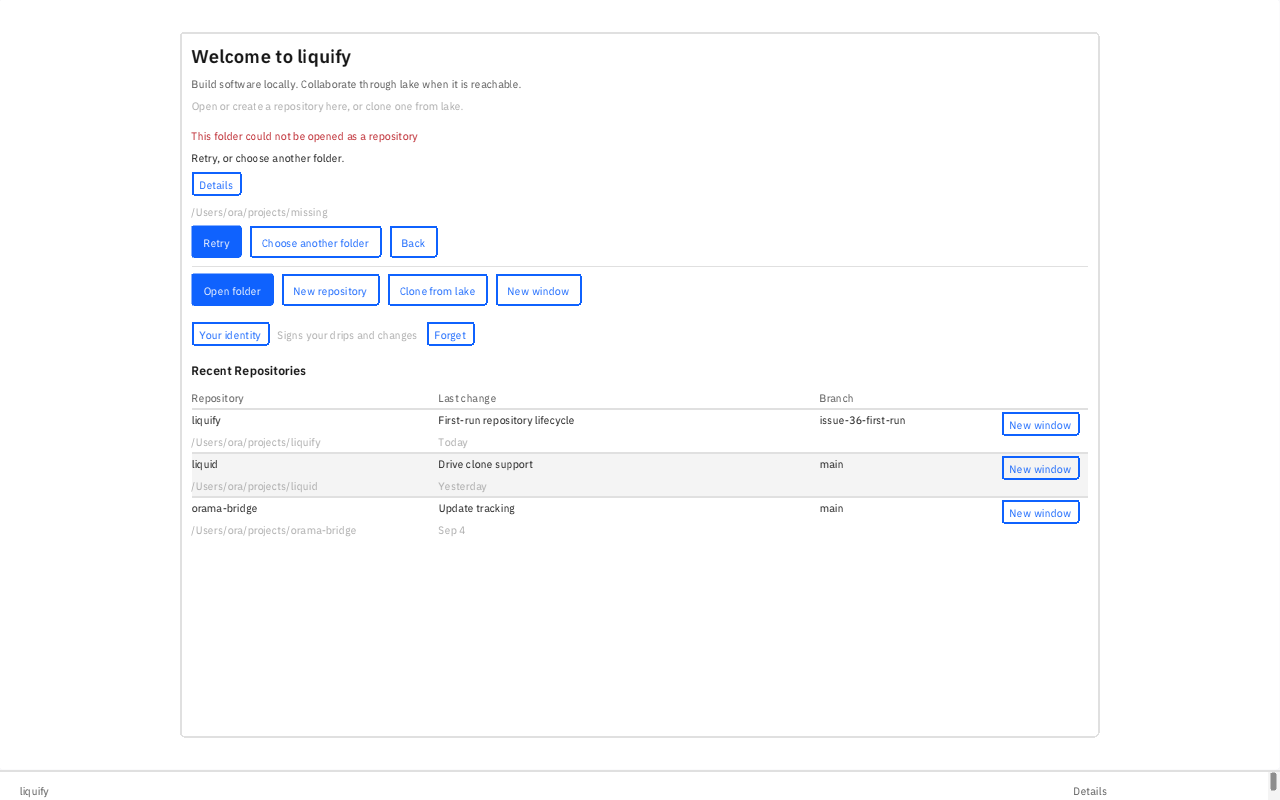 Welcome to liquify
Build software locally. Collaborate through lake when it is reachable.
Open or create a repository here, or clone one from lake.
This folder could not be opened as a repository
Retry, or choose another folder.
Details
/Users/ora/projects/missing
Retry Choose another folder Back
Open folder New repository Clone from lake New window
Your identity Signs your drips and changes Forget
Recent Repositories
Repository Last change Branch
liquify First-run repository lifecycle issue-36-first-run New window
/Users/ora/projects/liquify Today
liquid Drive clone support main New window
/Users/ora/projects/liquid Yesterday
orama-bridge Update tracking main New window
/Users/ora/projects/orama-bridge Sep 4
liquify Details